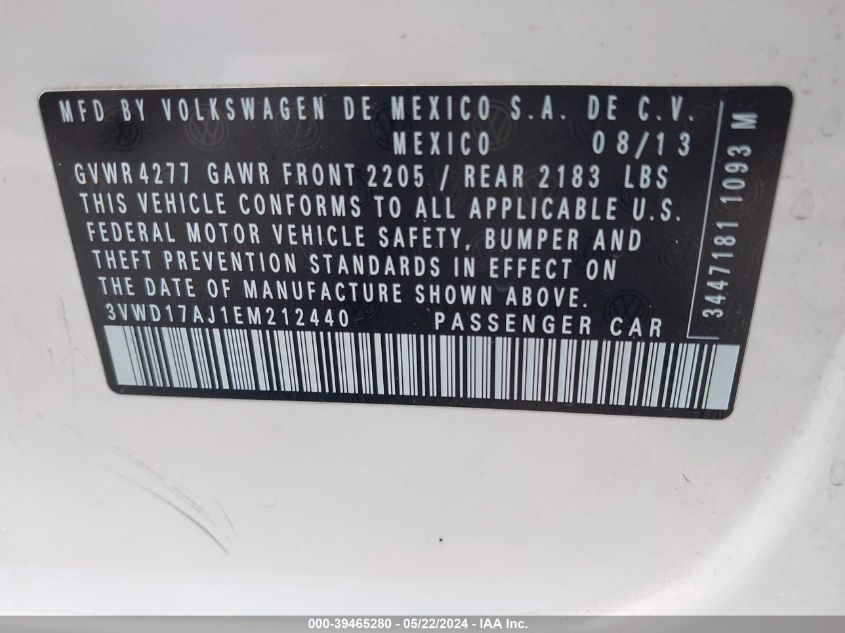 MFD BY VOLKSWAGEN DE MEXICO S.A. DE C.V.
MEXICO 08/13
GVWR 4277 GAWR FRONT 2205 / REAR 2183 LBS
THIS VEHICLE CONFORMS TO ALL APPLICABLE U.S.
FEDERAL MOTOR VEHICLE SAFETY, BUMPER AND
THEFT PREVENTION STANDARDS IN EFFECT ON
THE DATE OF MANUFACTURE SHOWN ABOVE.
3VWD17AJ1EM212440 PASSENGER CAR
3447181 1093 M
000-39465280 - 05/22/2024 - IAA Inc.